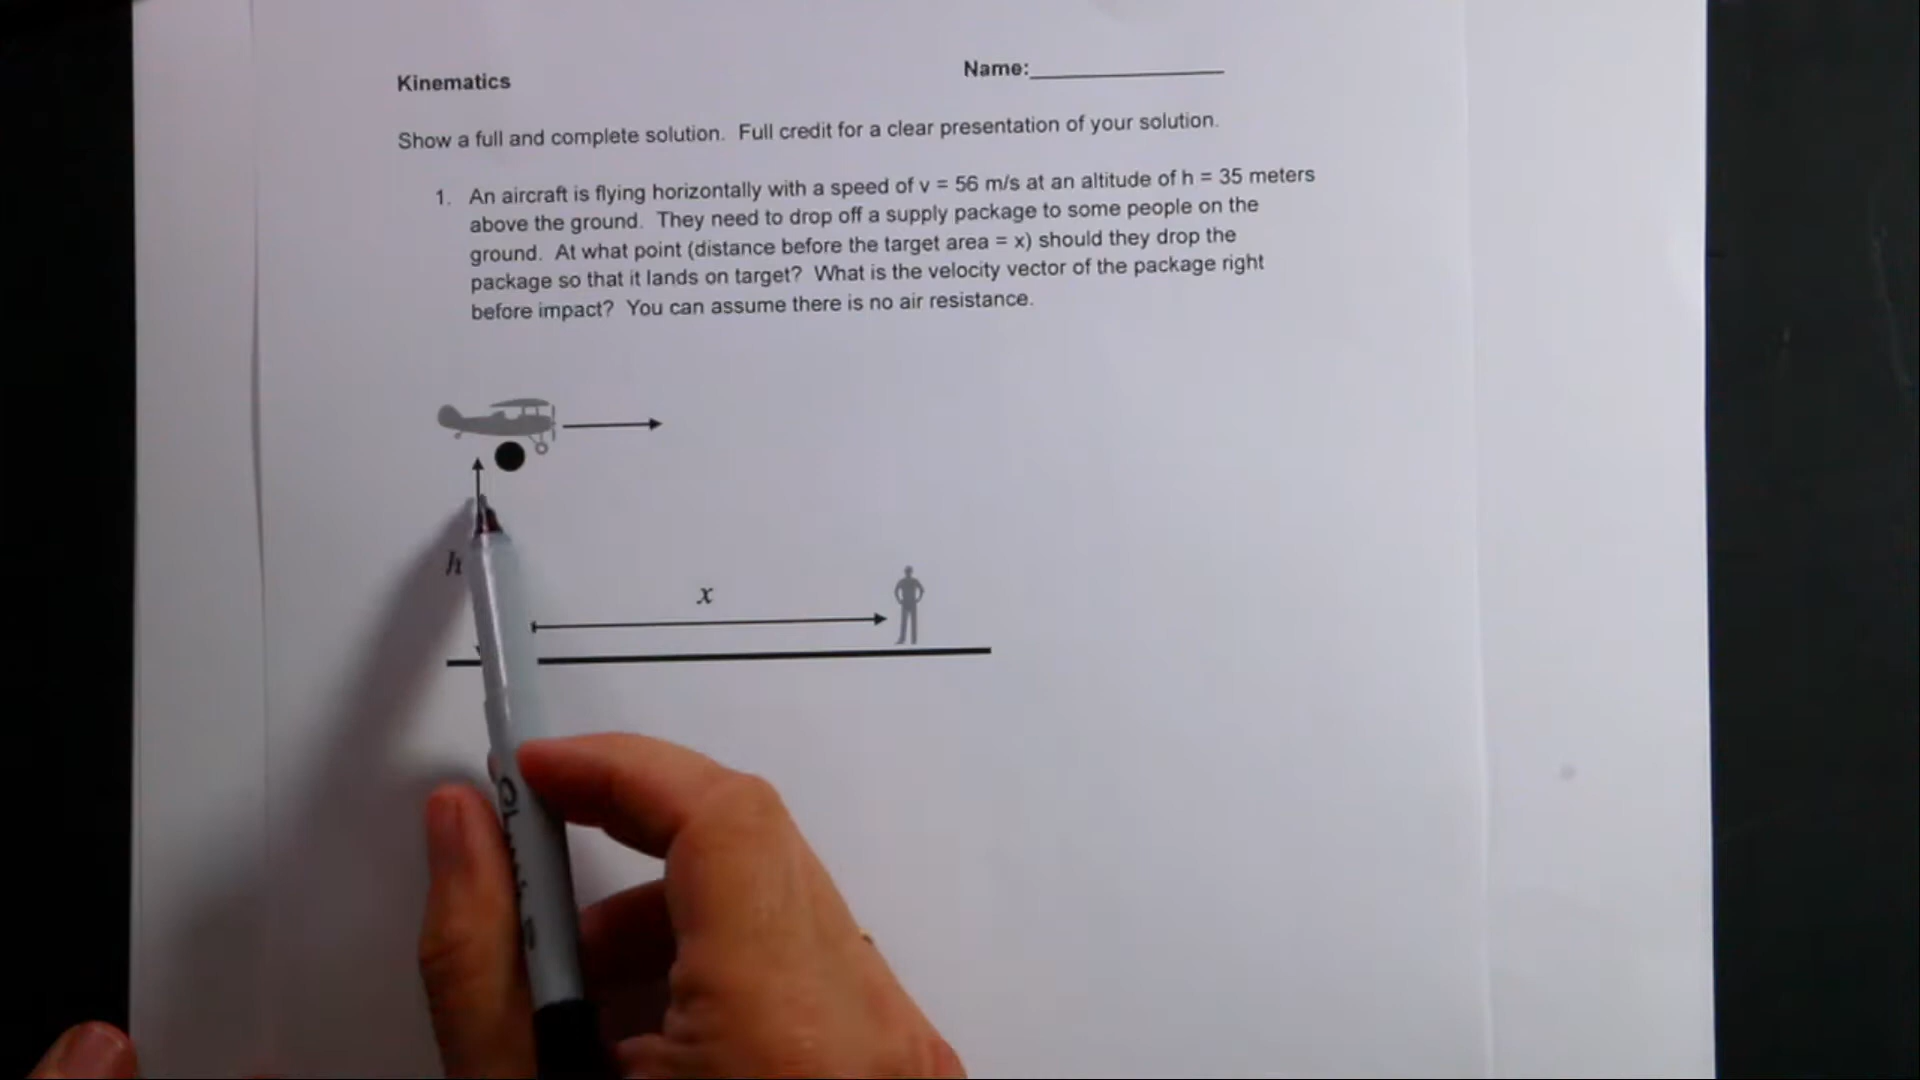 Kinematics
Name:
Show a full and complete solution. Full credit for a clear presentation of your solution.
1. An aircraft is flying horizontally with a speed of v = 56 m/s at an altitude of h = 35 meters
above the ground. They need to drop off a supply package to some people on the
ground. At what point (distance before the target area = x) should they drop the
package so that it lands on target? What is the velocity vector of the package right
before impact? You can assume there is no air resistance.
h
x